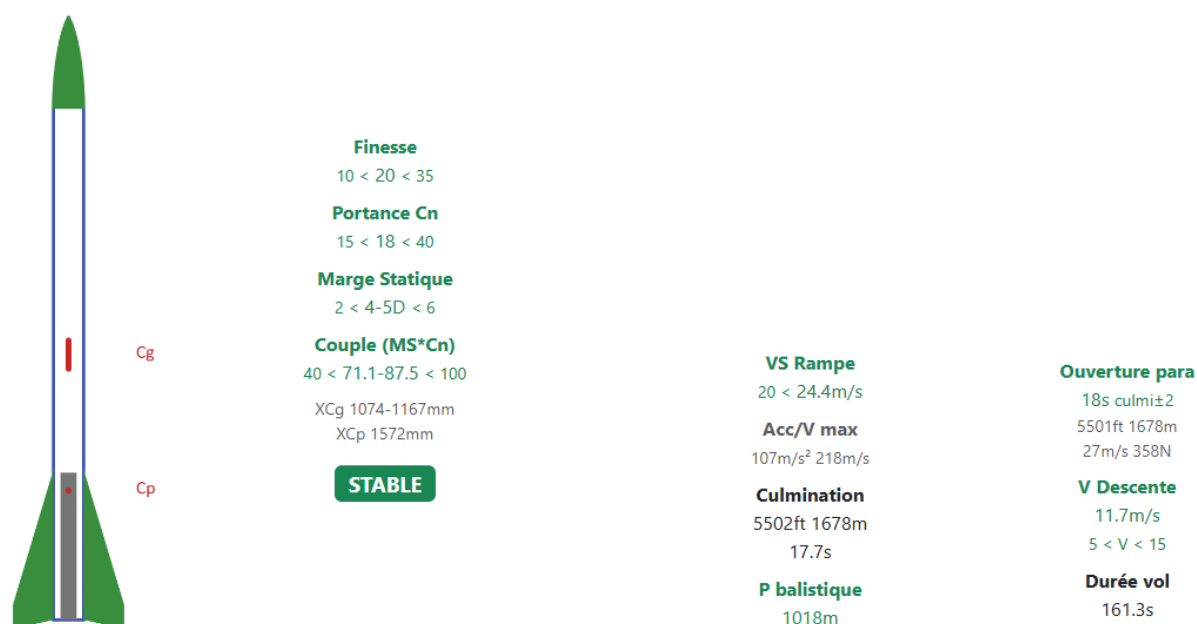 Finesse
10 < 20 < 35
Portance Cn
15 < 18 < 40
Marge Statique
2 < 4-5D < 6
Couple (MS*Cn)
40 < 71.1-87.5 < 100
XCg 1074-1167mm
XCp 1572mm
STABLE
Cg
Cp
VS Rampe
20 < 24.4m/s
Acc/V max
107m/s² 218m/s
Culmination
5502ft 1678m
17.7s
P balistique
1018m
Ouverture para
18s culmi±2
5501ft 1678m
27m/s 358N
V Descente
11.7m/s
5 < V < 15
Durée vol
161.3s